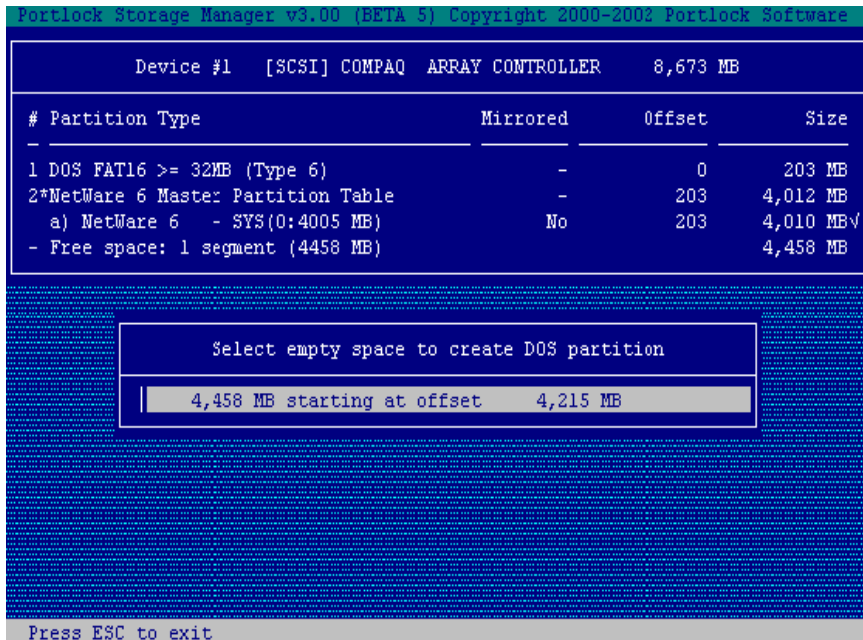 Portlock Storage Manager v3.00 (BETA 5) Copyright 2000-2002 Portlock Software
Device #1 [SCSI] COMPAQ ARRAY CONTROLLER 8,673 MB
# Partition Type Mirrored Offset Size
1 DOS FAT16 >= 32MB (Type 6) - 0 203 MB
2*NetWare 6 Master Partition Table - 203 4,012 MB
a) NetWare 6 - SYS(0:4005 MB) No 203 4,010 MB√
- Free space: 1 segment (4458 MB) 4,458 MB
Select empty space to create DOS partition
4,458 MB starting at offset 4,215 MB
Press ESC to exit